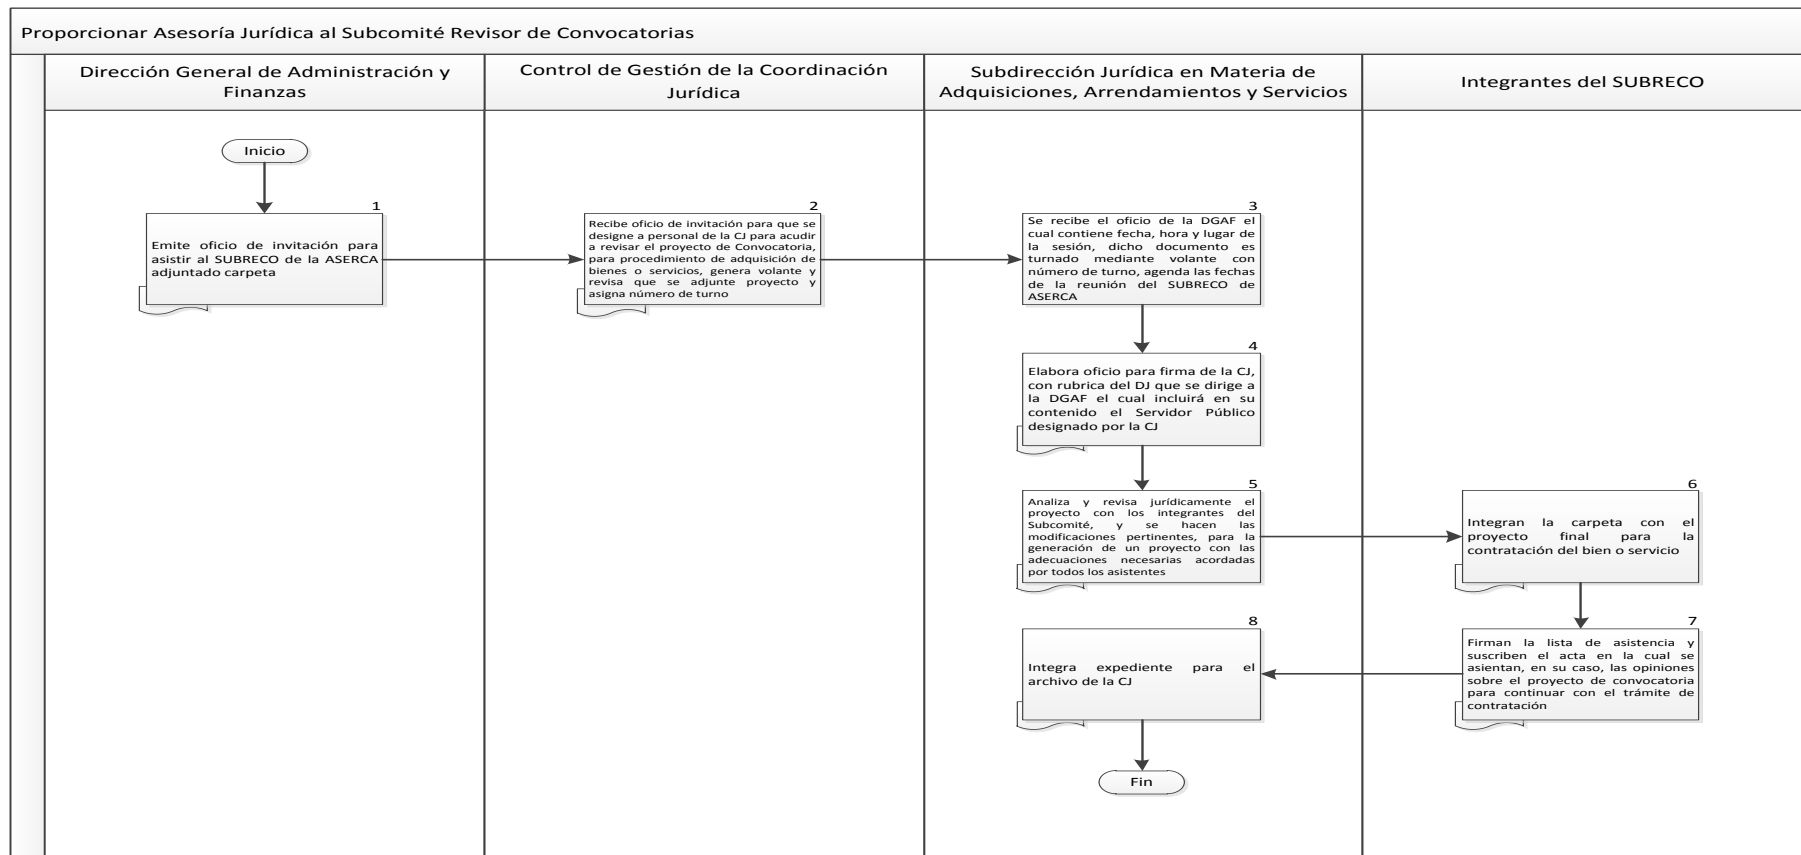 Proporcionar Asesoría Jurídica al Subcomité Revisor de Convocatorias
Dirección General de Administración y
Finanzas
Control de Gestión de la Coordinación
Jurídica
Subdirección Jurídica en Materia de
Adquisiciones, Arrendamientos y Servicios
Integrantes del SUBRECO
Inicio
1
Emite oficio de invitación para
asistir al SUBRECO de la ASERCA
adjuntado carpeta
2
Recibe oficio de invitación para que se
designe a personal de la CJ para acudir
a revisar el proyecto de Convocatoria,
para procedimiento de adquisición de
bienes o servicios, genera volante y
revisa que se adjunte proyecto y
asigna número de turno
3
Se recibe el oficio de la DGAF el
cual contiene fecha, hora y lugar de
la sesión, dicho documento es
turnado mediante volante con
número de turno, agenda las fechas
de la reunión del SUBRECO de
ASERCA
4
Elabora oficio para firma de la CJ,
con rubrica del DJ que se dirige a
la DGAF el cual incluirá en su
contenido el Servidor Público
designado por la CJ
5
Analiza y revisa jurídicamente el
proyecto con los integrantes del
Subcomité, y se hacen las
modificaciones pertinentes, para la
generación de un proyecto con las
adecuaciones necesarias acordadas
por todos los asistentes
6
Integran la carpeta con el
proyecto final para la
contratación del bien o servicio
7
Firman la lista de asistencia y
suscriben el acta en la cual se
asientan, en su caso, las opiniones
sobre el proyecto de convocatoria
para continuar con el trámite de
contratación
8
Integra expediente para el
archivo de la CJ
Fin